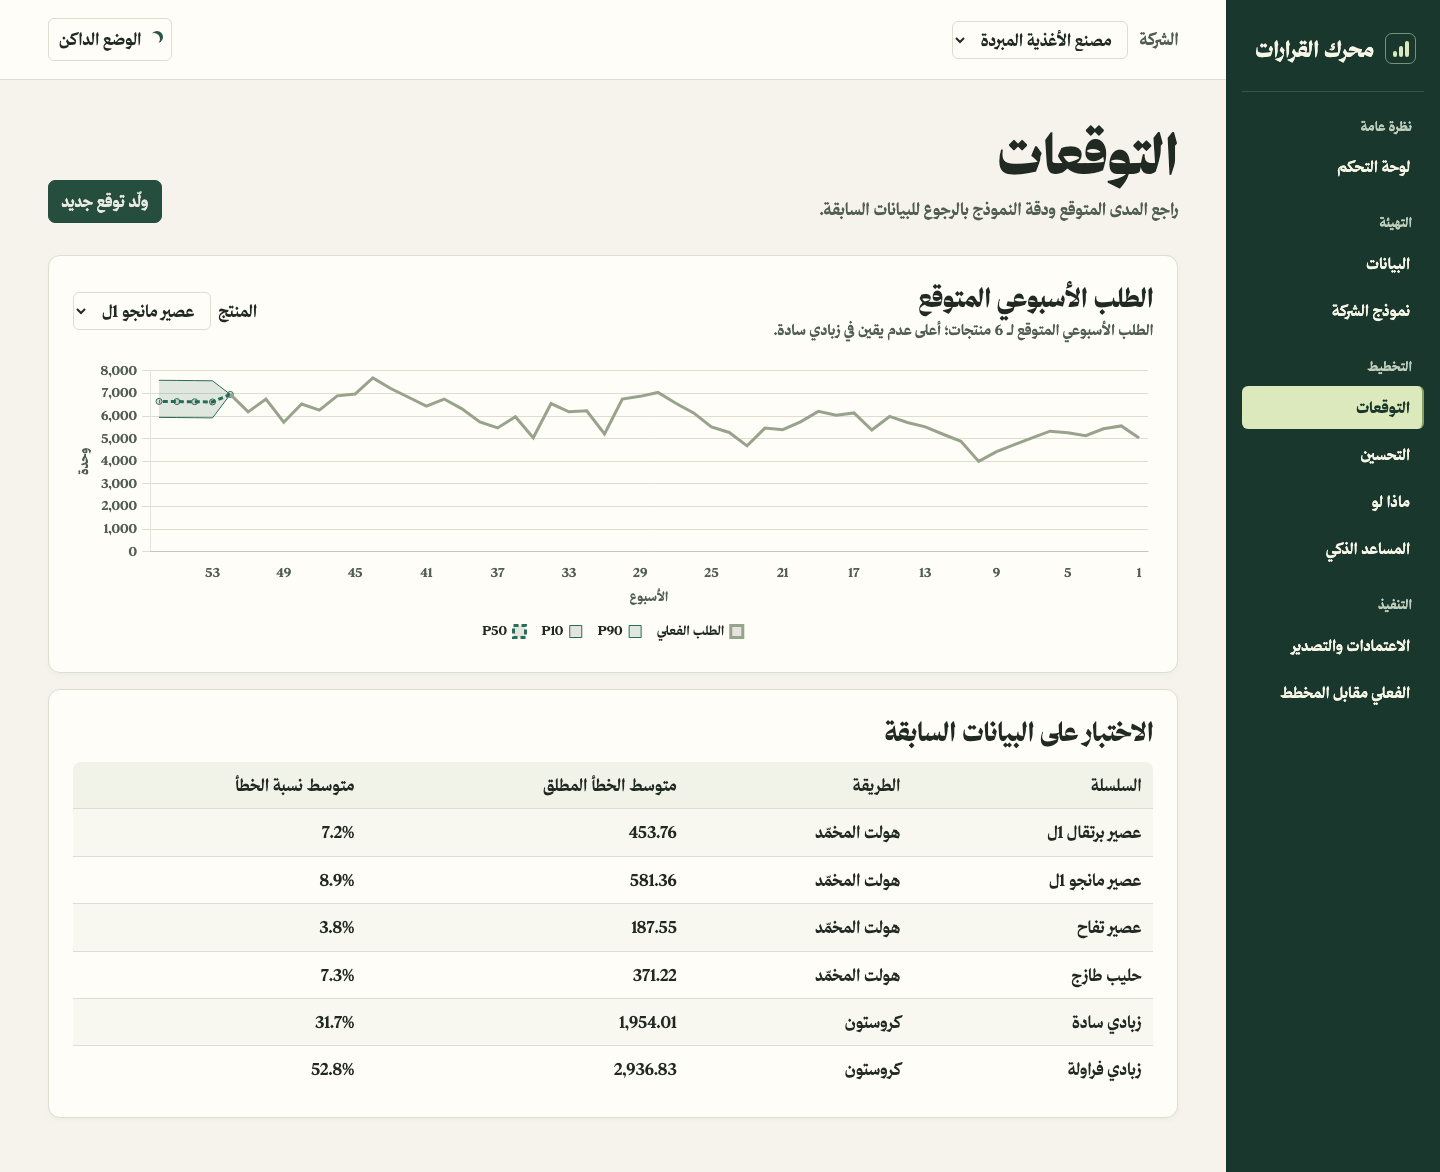 محرك القرارات
نظرة عامة
لوحة التحكم
التهيئة
البيانات
نموذج الشركة
التخطيط
التوقعات
التحسين
ماذا لو
المساعد الذكي
التنفيذ
الاعتمادات والتصدير
الفعلي مقابل المخطط
الشركة مصنع الأغذية المبردة
الوضع الداكن
التوقعات
راجع المدى المتوقع ودقة النموذج بالرجوع للبيانات السابقة.
ولّد توقع جديد
الطلب الأسبوعي المتوقع
الطلب الأسبوعي المتوقع لـ 6 منتجات؛ أعلى عدم يقين في زبادي سادة.
المنتج عصير مانجو 1ل
8,000
7,000
6,000
5,000
4,000
3,000
2,000
1,000
0
وحدة
1 5 9 13 17 21 25 29 33 37 41 45 49 53
الأسبوع
الطلب الفعلي P90 P10 P50
الاختبار على البيانات السابقة
السلسلة الطريقة متوسط الخطأ المطلق متوسط نسبة الخطأ
عصير برتقال 1ل هولت المخمّد 453.76 7.2%
عصير مانجو 1ل هولت المخمّد 581.36 8.9%
عصير تفاح هولت المخمّد 187.55 3.8%
حليب طازج هولت المخمّد 371.22 7.3%
زبادي سادة كروستون 1,954.01 31.7%
زبادي فراولة كروستون 2,936.83 52.8%